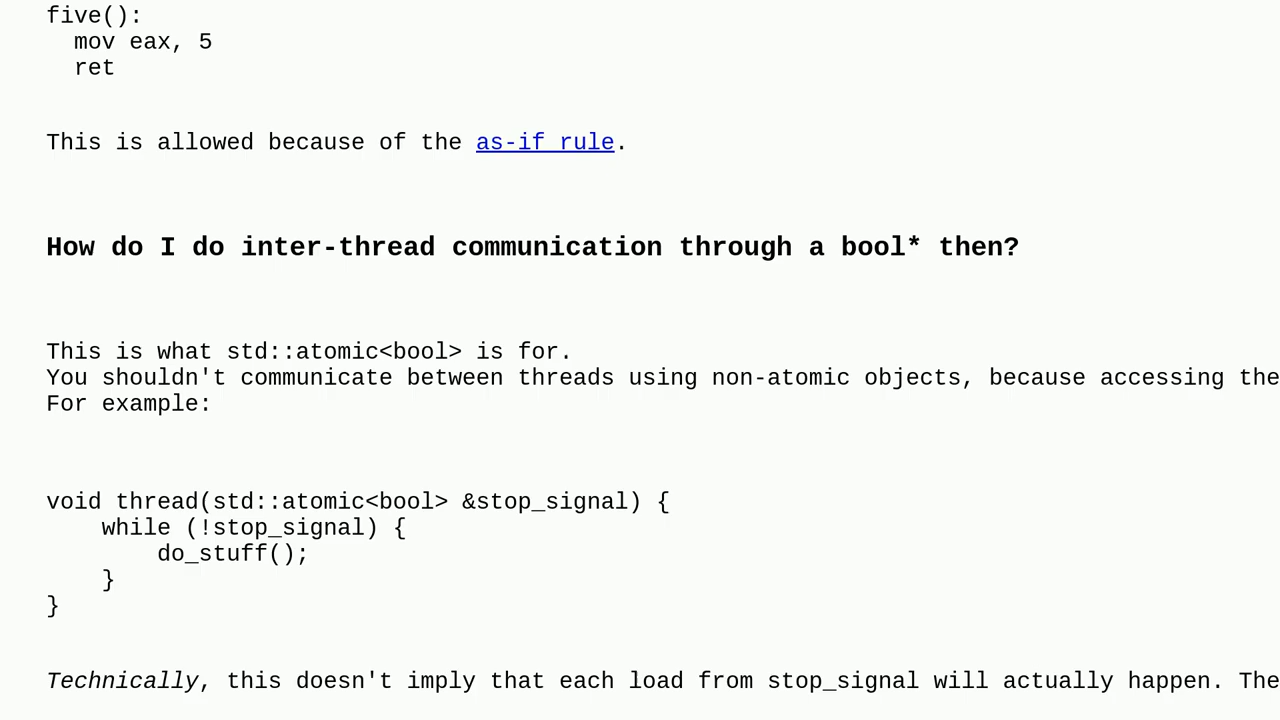 five():
  mov eax, 5
  ret
This is allowed because of the as-if rule.
How do I do inter-thread communication through a bool* then?
This is what std::atomic<bool> is for.
You shouldn't communicate between threads using non-atomic objects, because accessing the
For example:
void thread(std::atomic<bool> &stop_signal) {
    while (!stop_signal) {
        do_stuff();
    }
}
Technically, this doesn't imply that each load from stop_signal will actually happen. The